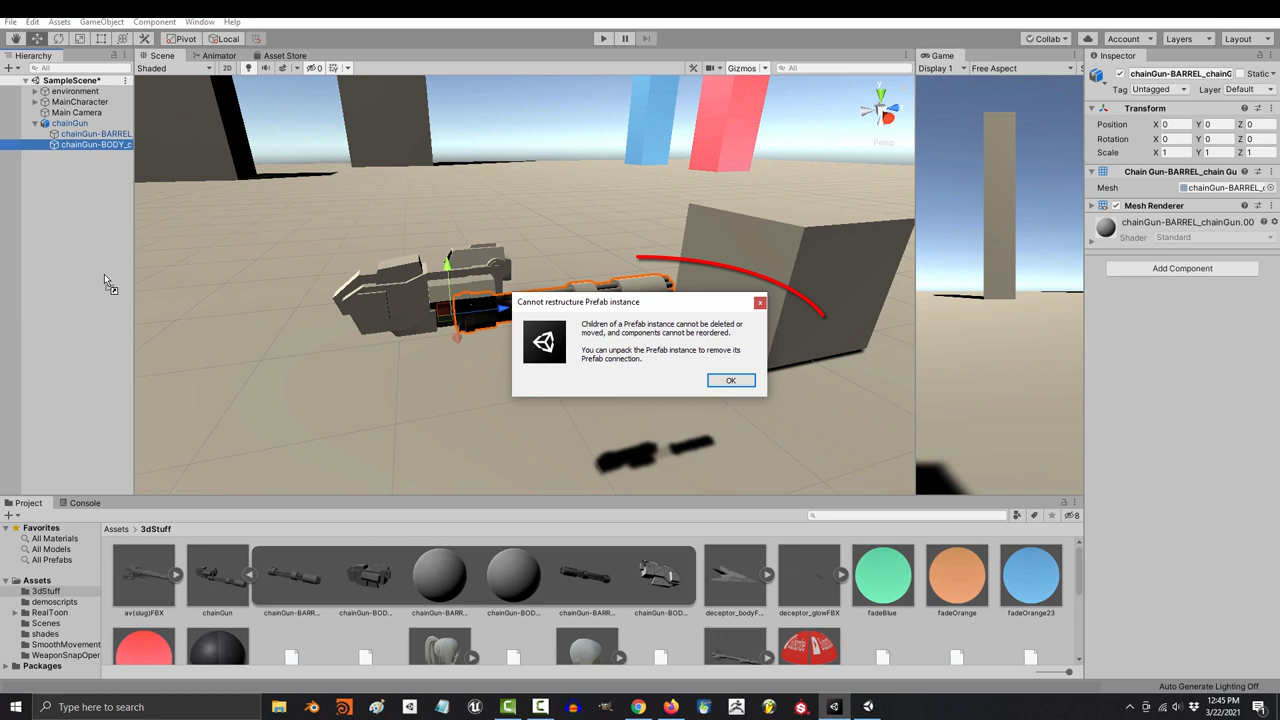 File Edit Assets GameObject Component Window Help
Pivot Local Collab Account Layers Layout
Hierarchy
All
SampleScene*
environment
MainCharacter
Main Camera
chainGun
chainGun-BARREL
chainGun-BODY_c
Scene Animator Asset Store
Shaded 2D 0 Gizmos All
Persp
Game
Display 1 Free Aspect
Cannot restructure Prefab instance
x
Children of a Prefab instance cannot be deleted or
moved, and components cannot be reordered.
You can unpack the Prefab instance to remove its
Prefab connection.
OK
Inspector
chainGun-BARREL_chainG Static
Tag Untagged Layer Default
Transform
Position X 0 Y 0 Z 0
Rotation X 0 Y 0 Z 0
Scale X 1 Y 1 Z 1
Chain Gun-BARREL_chain Gu
Mesh chainGun-BARREL_c
Mesh Renderer
chainGun-BARREL_chainGun.00
Shader Standard
Add Component
Project Console
8
Favorites
All Materials
All Models
All Prefabs
Assets
3dStuff
demoscripts
RealToon
Scenes
shades
SmoothMovement
WeaponSnapOper
Packages
Assets > 3dStuff
av(slug)FBX chainGun chainGun-BARR... chainGun-BOD... chainGun-BARR... chainGun-BOD... chainGun-BARR... chainGun-BOD... deceptor_bodyF... deceptor_glowFBX fadeBlue fadeOrange fadeOrange23
Auto Generate Lighting Off
Type here to search
12:45 PM
3/22/2021